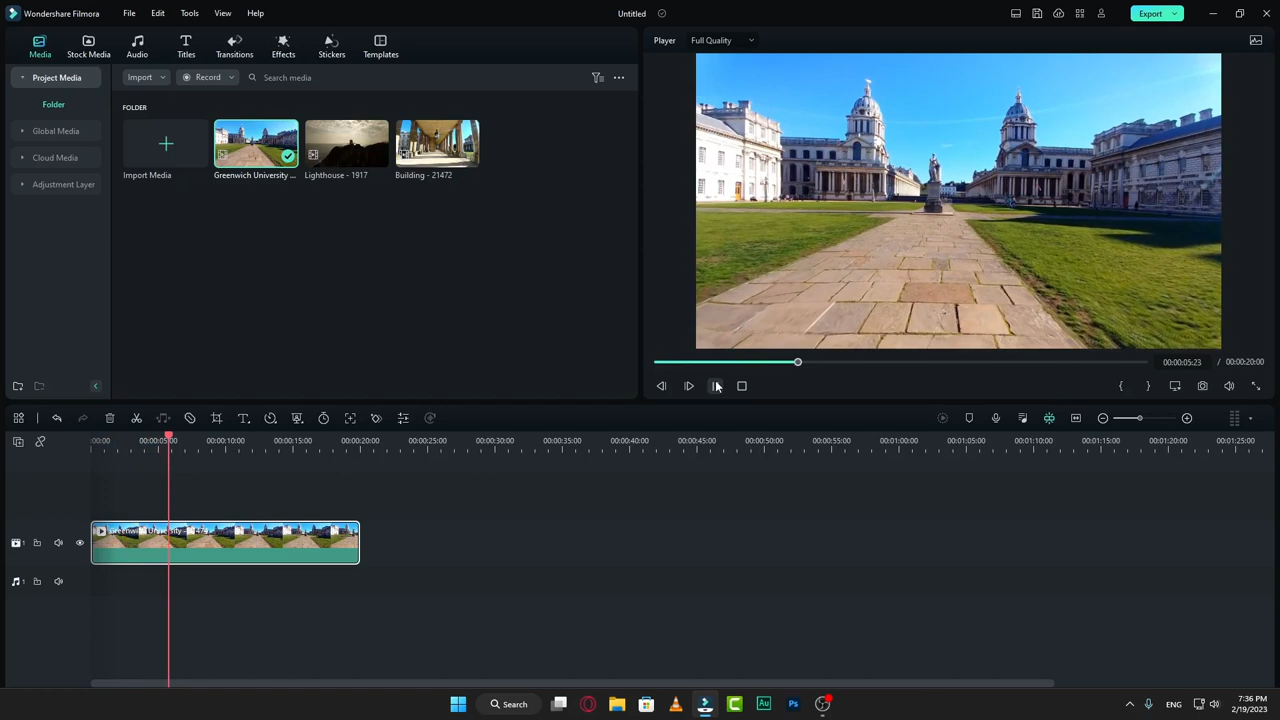 Wondershare Filmora File Edit Tools View Help Untitled Export
Media Stock Media Audio Titles Transitions Effects Stickers Templates
Player Full Quality
Project Media
Folder
Global Media
Cloud Media
Adjustment Layer
Import Record Search media
FOLDER
Import Media Greenwich University ... Lighthouse - 1917 Building - 21472
00:00:05:23 / 00:00:20:00
:00:00 00:00:05:00 00:00:10:00 00:00:15:00 00:00:20:00 00:00:25:00 00:00:30:00 00:00:35:00 00:00:40:00 00:00:45:00 00:00:50:00 00:00:55:00 00:01:00:00 00:01:05:00 00:01:10:00 00:01:15:00 00:01:20:00 00:01:25:00
Greenwich University
1
1
Search Au Ps ENG 7:36 PM
2/19/2023